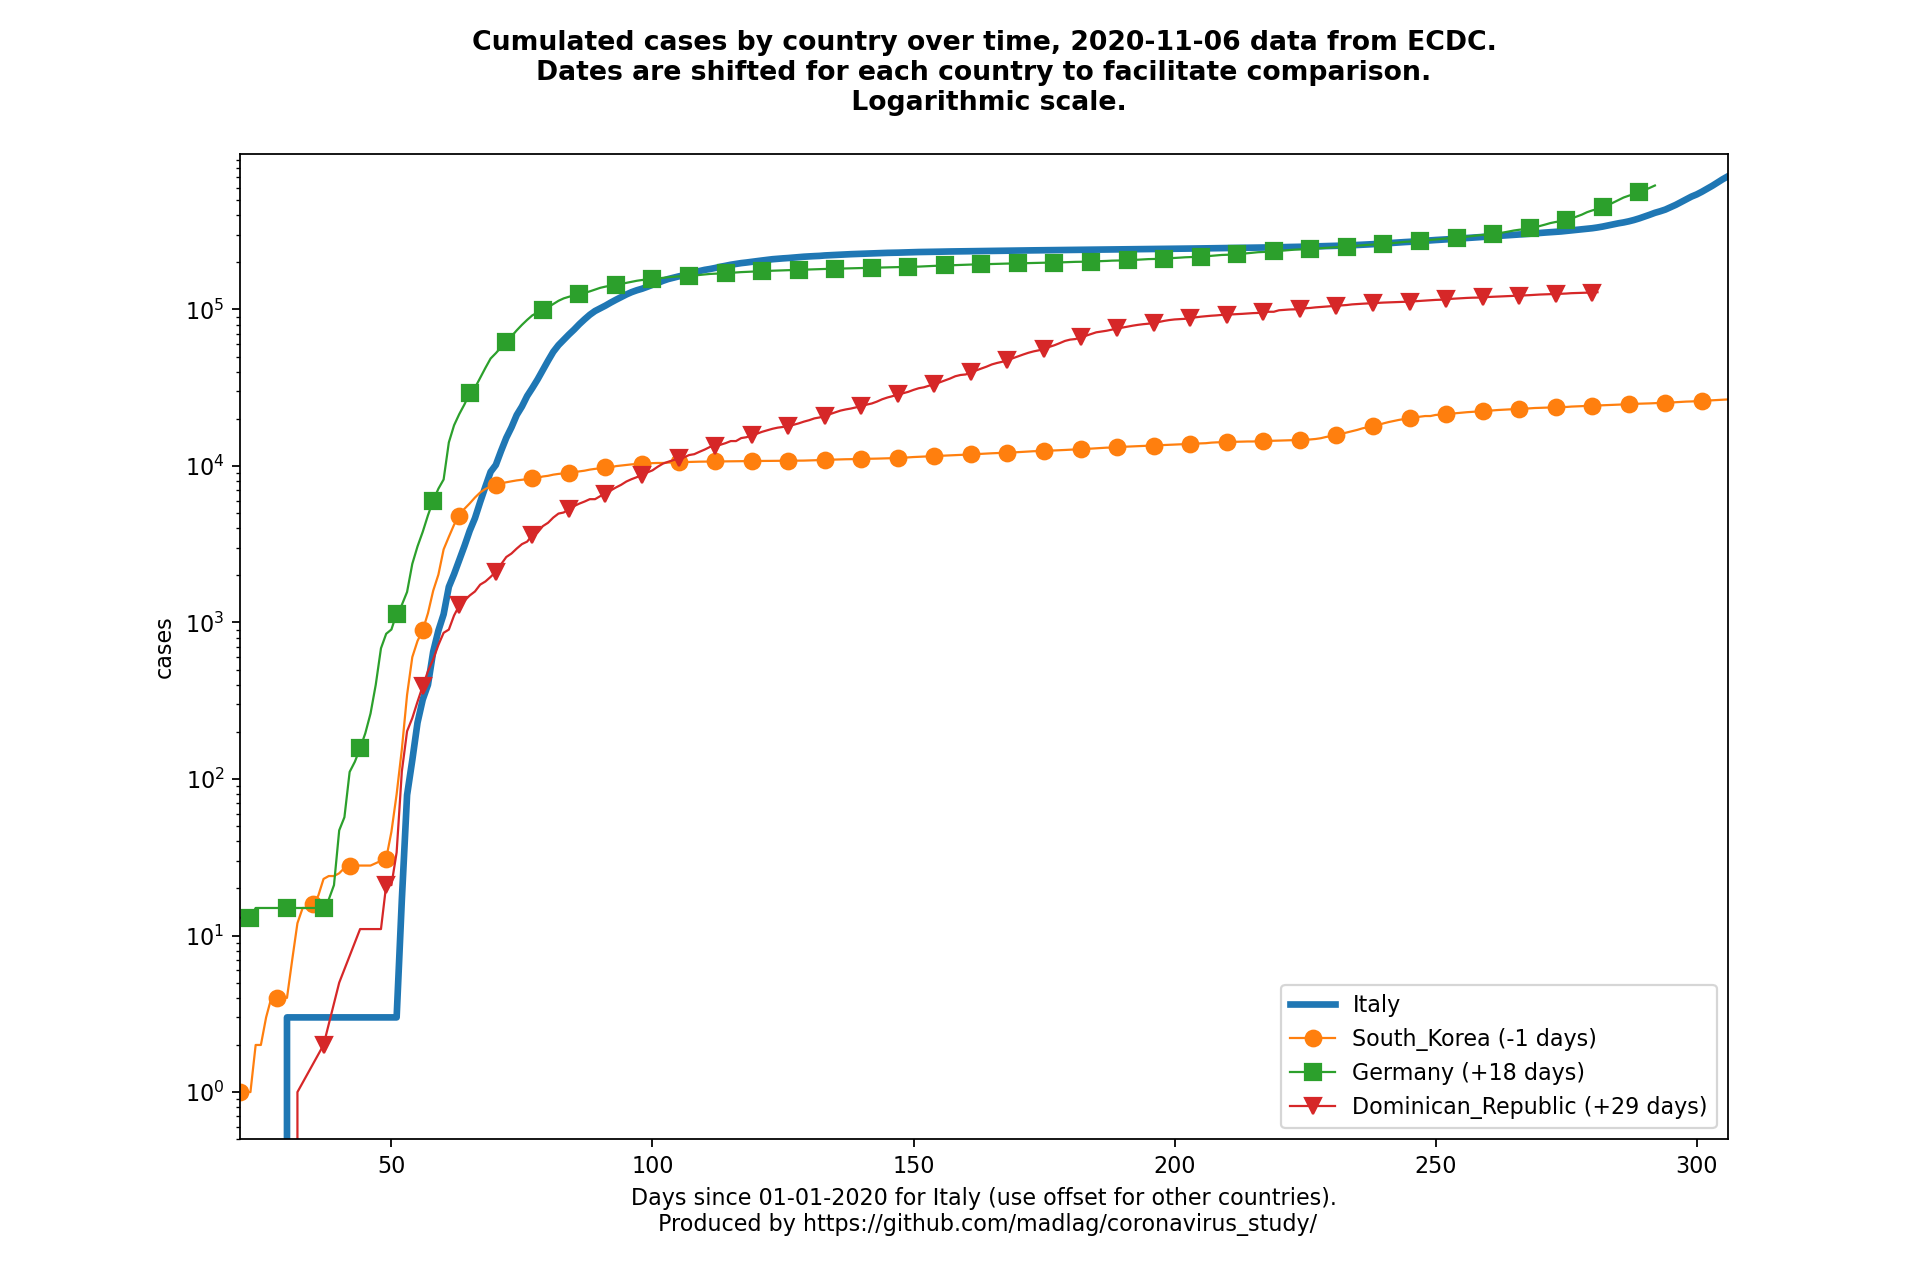 Cumulated cases by country over time, 2020-11-06 data from ECDC.
Dates are shifted for each country to facilitate comparison.
Logarithmic scale.
cases
10^5
10^4
10^3
10^2
10^1
10^0
Italy
South_Korea (-1 days)
Germany (+18 days)
Dominican_Republic (+29 days)
50 100 150 200 250 300
Days since 01-01-2020 for Italy (use offset for other countries).
Produced by https://github.com/madlag/coronavirus_study/